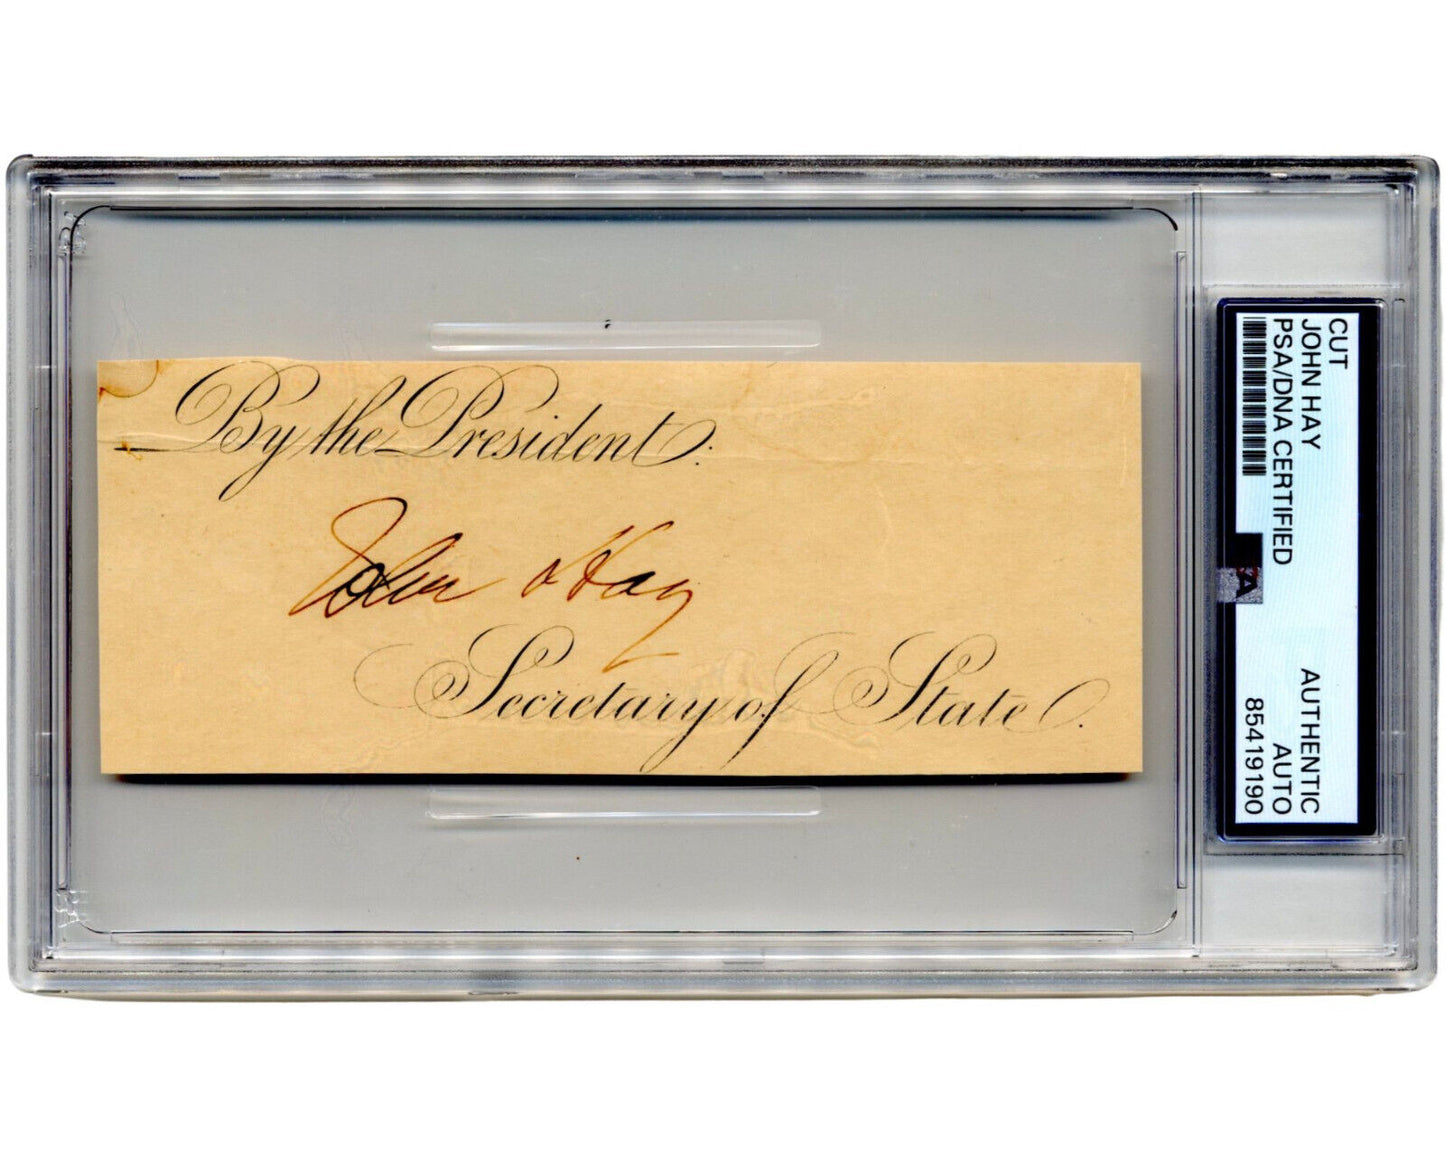 By the President:
John Hay
Secretary of State.
CUT
JOHN HAY
PSA/DNA CERTIFIED
AUTHENTIC
AUTO
85419190